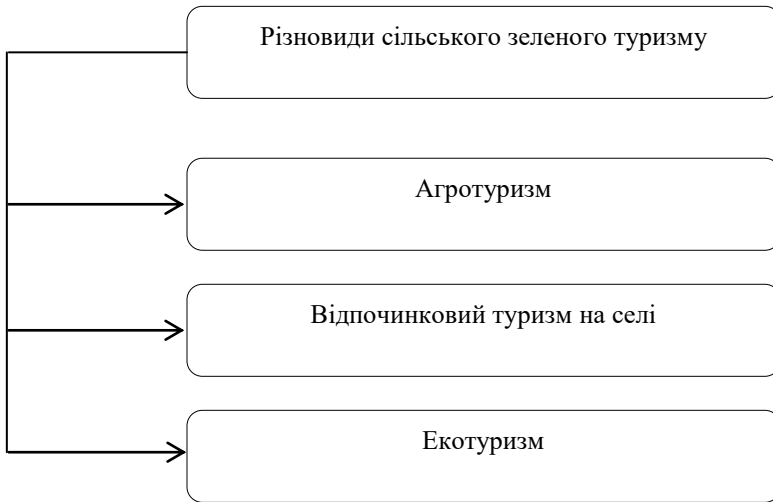 Різновиди сільського зеленого туризму
Агротуризм
Відпочинковий туризм на селі
Екотуризм